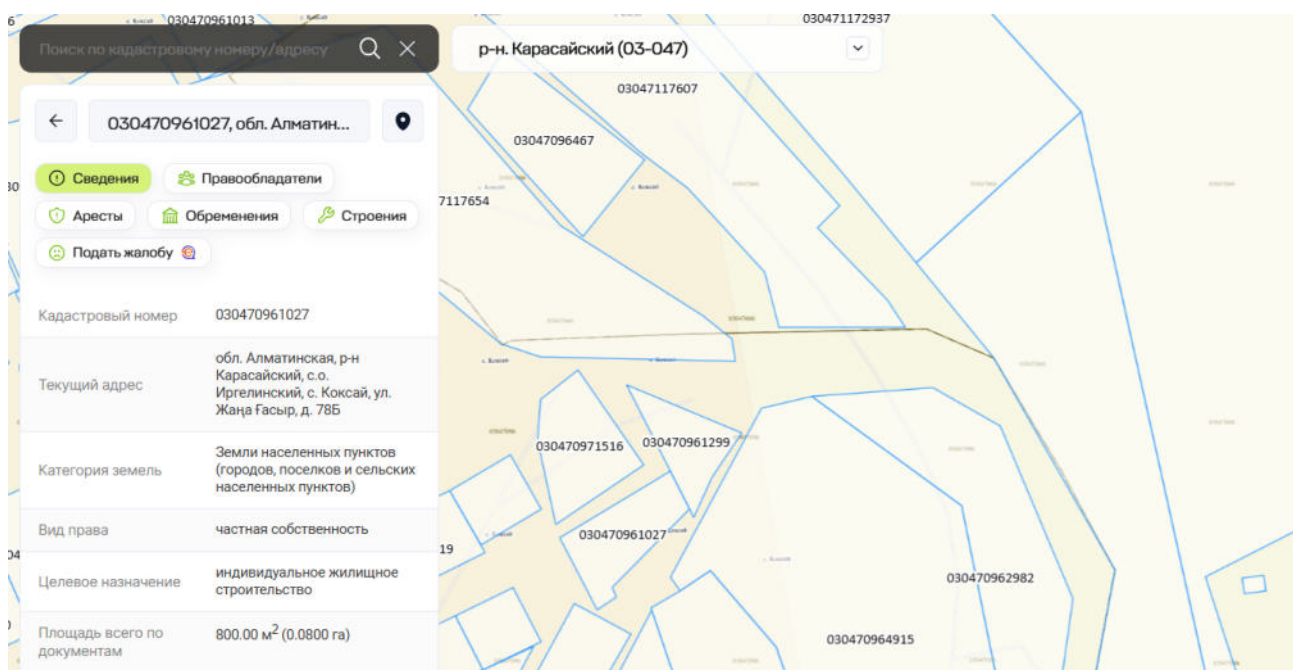 030470961013
030471172937
Поиск по кадастровому номеру/адресу
р-н. Карасайский (03-047)
03047117607
030470961027, обл. Алматин...
03047096467
Сведения
Правообладатели
7117654
Аресты
Обременения
Строения
Подать жалобу
Кадастровый номер
030470961027
Текущий адрес
обл. Алматинская, р-н
Карасайский, с.о.
Иргелинский, с. Коксай, ул.
Жаңа Ғасыр, д. 78Б
030470971516
030470961299
Категория земель
Земли населенных пунктов
(городов, поселков и сельских
населенных пунктов)
Вид права
частная собственность
030470961027
19
Целевое назначение
индивидуальное жилищное
строительство
030470962982
Площадь всего по
документам
800.00 м2 (0.0800 га)
030470964915